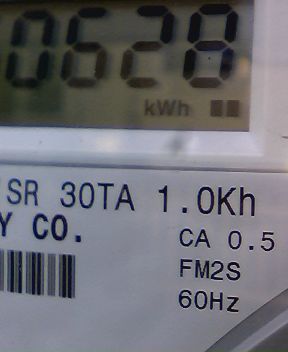 0628
kWh
SR 30TA 1.0Kh
Y CO.
CA 0.5
FM2S
60Hz